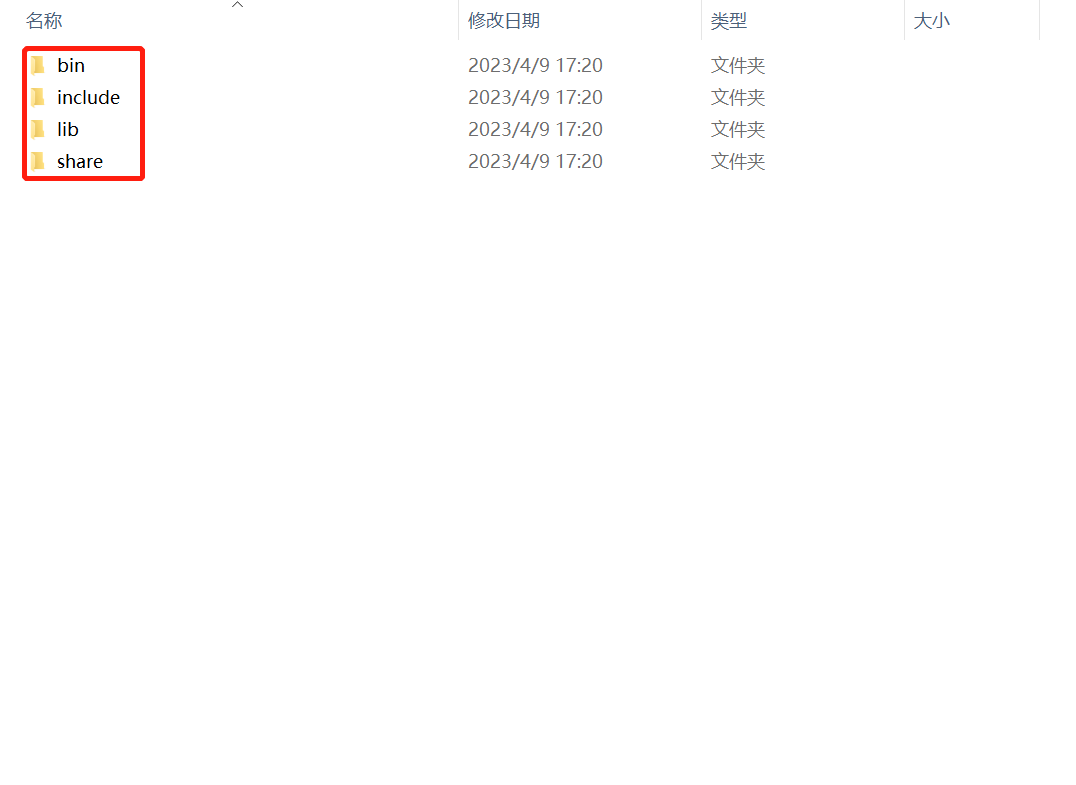 名称 修改日期 类型 大小
bin 2023/4/9 17:20 文件夹
include 2023/4/9 17:20 文件夹
lib 2023/4/9 17:20 文件夹
share 2023/4/9 17:20 文件夹